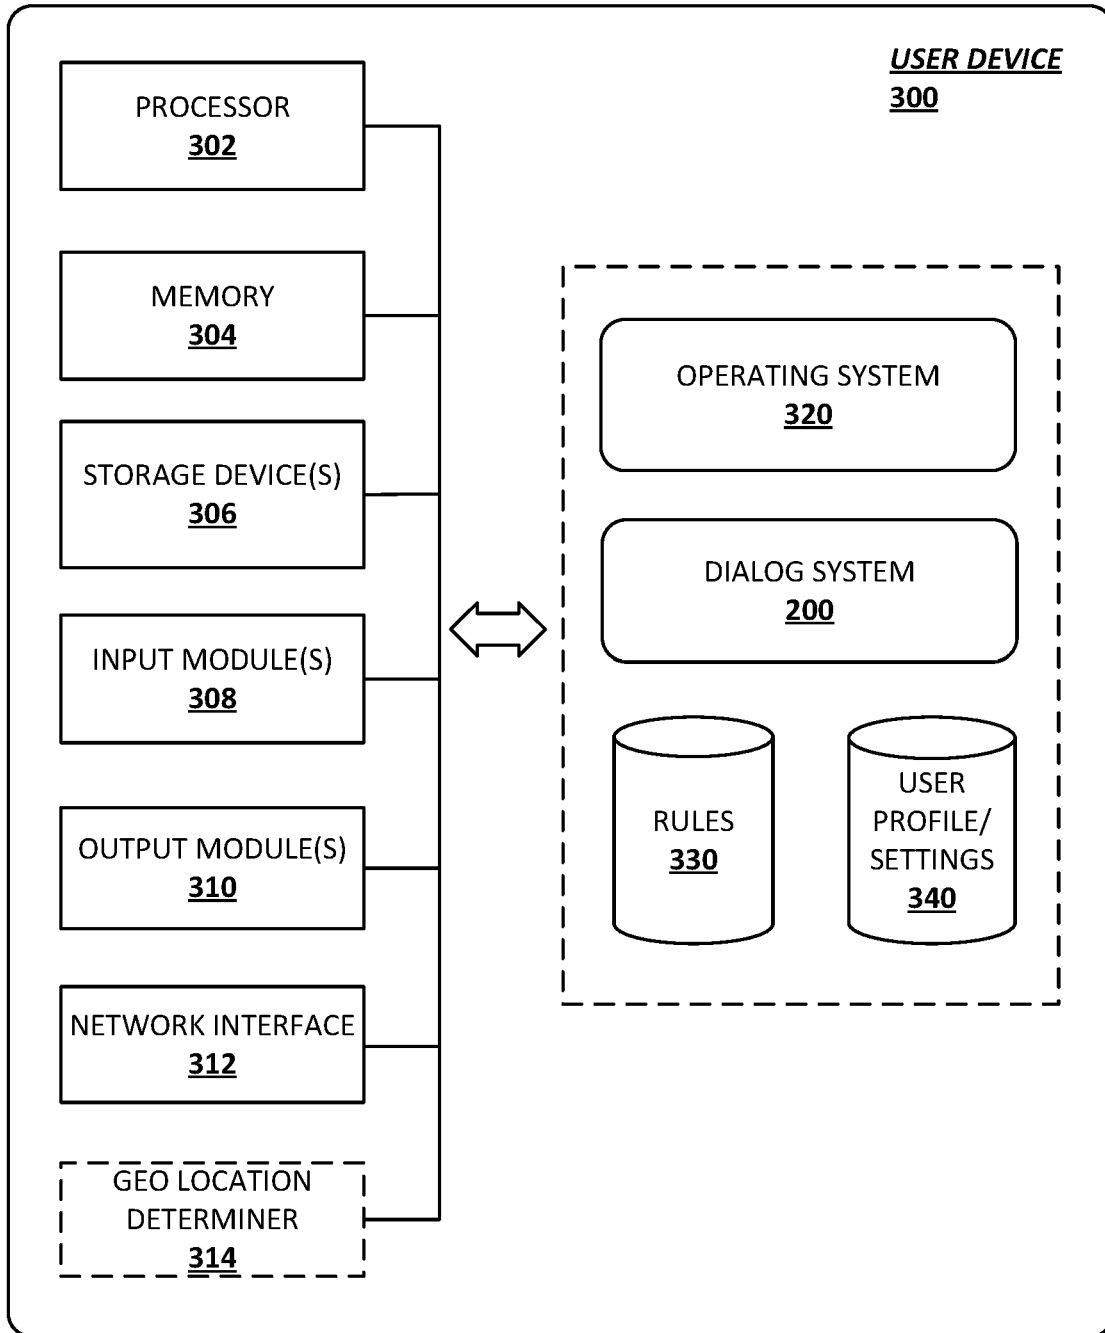 USER DEVICE
300
PROCESSOR
302
MEMORY
304
STORAGE DEVICE(S)
306
INPUT MODULE(S)
308
OUTPUT MODULE(S)
310
NETWORK INTERFACE
312
GEO LOCATION
DETERMINER
314
OPERATING SYSTEM
320
DIALOG SYSTEM
200
RULES
330
USER
PROFILE/
SETTINGS
340